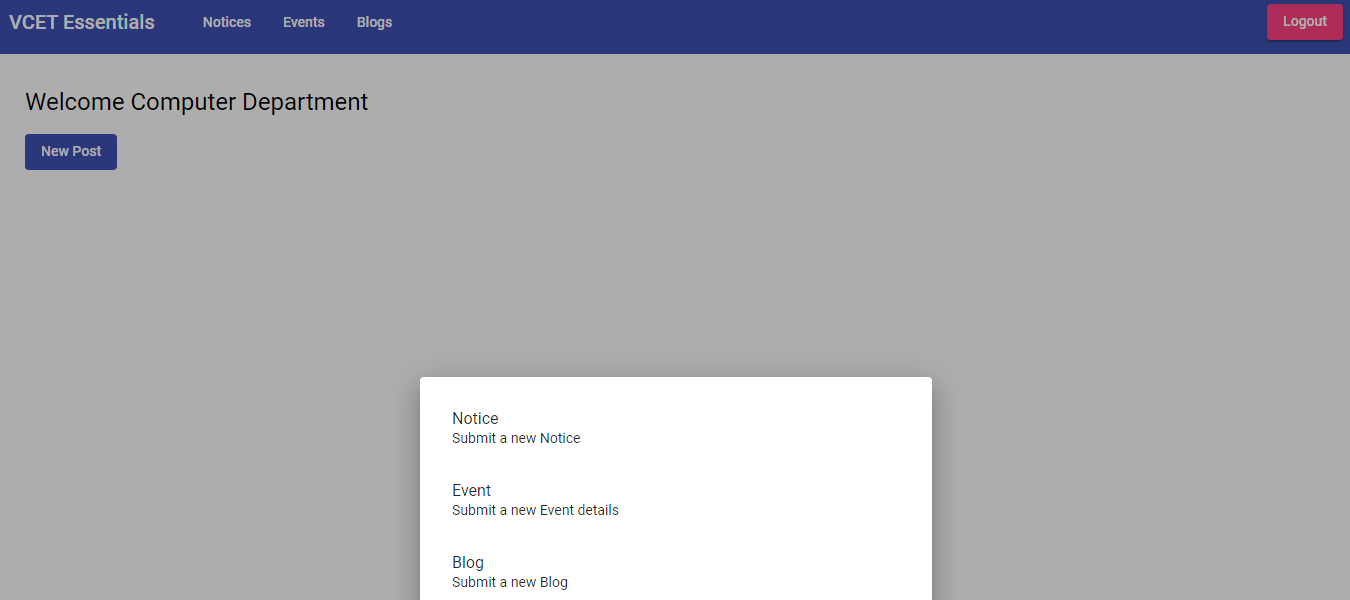 VCET Essentials Notices Events Blogs Logout
Welcome Computer Department
New Post
Notice
Submit a new Notice
Event
Submit a new Event details
Blog
Submit a new Blog